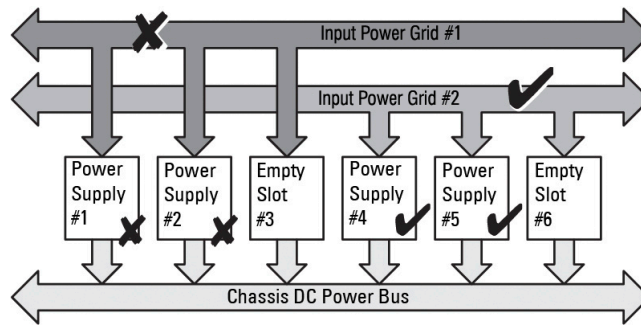 Input Power Grid #1
Input Power Grid #2
Power
Supply
#1
Power
Supply
#2
Empty
Slot
#3
Power
Supply
#4
Power
Supply
#5
Empty
Slot
#6
Chassis DC Power Bus